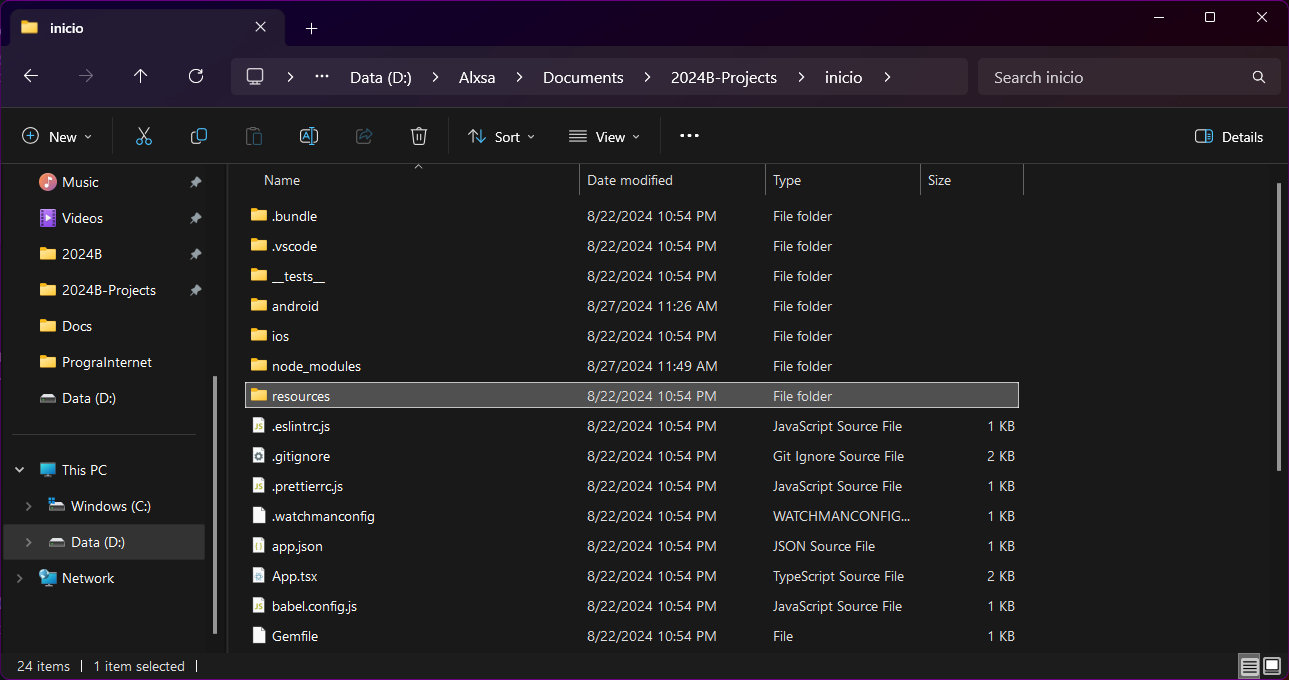 inicio
Data (D:) Alxsa Documents 2024B-Projects inicio Search inicio
New Sort View Details
Name Date modified Type Size
Music
Videos
2024B
2024B-Projects
Docs
PrograInternet
Data (D:)
This PC
Windows (C:)
Data (D:)
Network
.bundle 8/22/2024 10:54 PM File folder
.vscode 8/22/2024 10:54 PM File folder
__tests__ 8/22/2024 10:54 PM File folder
android 8/27/2024 11:26 AM File folder
ios 8/22/2024 10:54 PM File folder
node_modules 8/27/2024 11:49 AM File folder
resources 8/22/2024 10:54 PM File folder
.eslintrc.js 8/22/2024 10:54 PM JavaScript Source File 1 KB
.gitignore 8/22/2024 10:54 PM Git Ignore Source File 2 KB
.prettierrc.js 8/22/2024 10:54 PM JavaScript Source File 1 KB
.watchmanconfig 8/22/2024 10:54 PM WATCHMANCONFIG... 1 KB
app.json 8/22/2024 10:54 PM JSON Source File 1 KB
App.tsx 8/22/2024 10:54 PM TypeScript Source File 2 KB
babel.config.js 8/22/2024 10:54 PM JavaScript Source File 1 KB
Gemfile 8/22/2024 10:54 PM File 1 KB
24 items 1 item selected